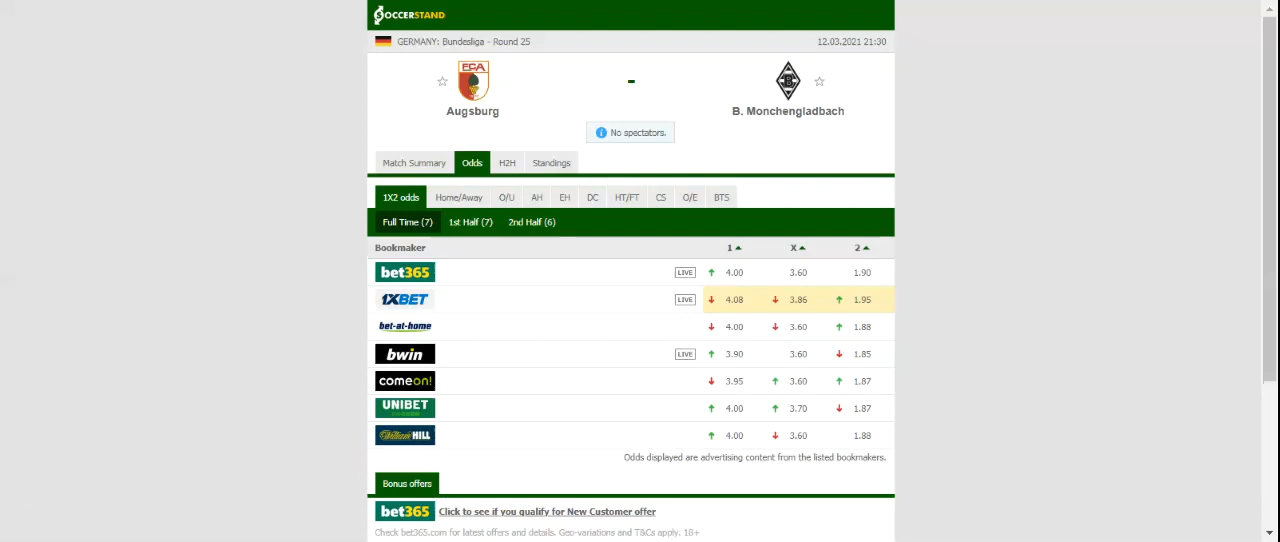 SOCCERSTAND
GERMANY: Bundesliga - Round 25 12.03.2021 21:30
FCA
-
Augsburg B. Monchengladbach
i No spectators.
Match Summary Odds H2H Standings
1X2 odds Home/Away O/U AH EH DC HT/FT CS O/E BTS
Full Time (7) 1st Half (7) 2nd Half (6)
Bookmaker 1 X 2
bet365 LIVE 4.00 3.60 1.90
1XBET LIVE 4.08 3.86 1.95
bet-at-home 4.00 3.60 1.88
bwin LIVE 3.90 3.60 1.85
comeon! 3.95 3.60 1.87
UNIBET 4.00 3.70 1.87
William HILL 4.00 3.60 1.88
Odds displayed are advertising content from the listed bookmakers.
Bonus offers
bet365 Click to see if you qualify for New Customer offer
Check bet365.com for latest offers and details. Geo-variations and T&Cs apply. 18+